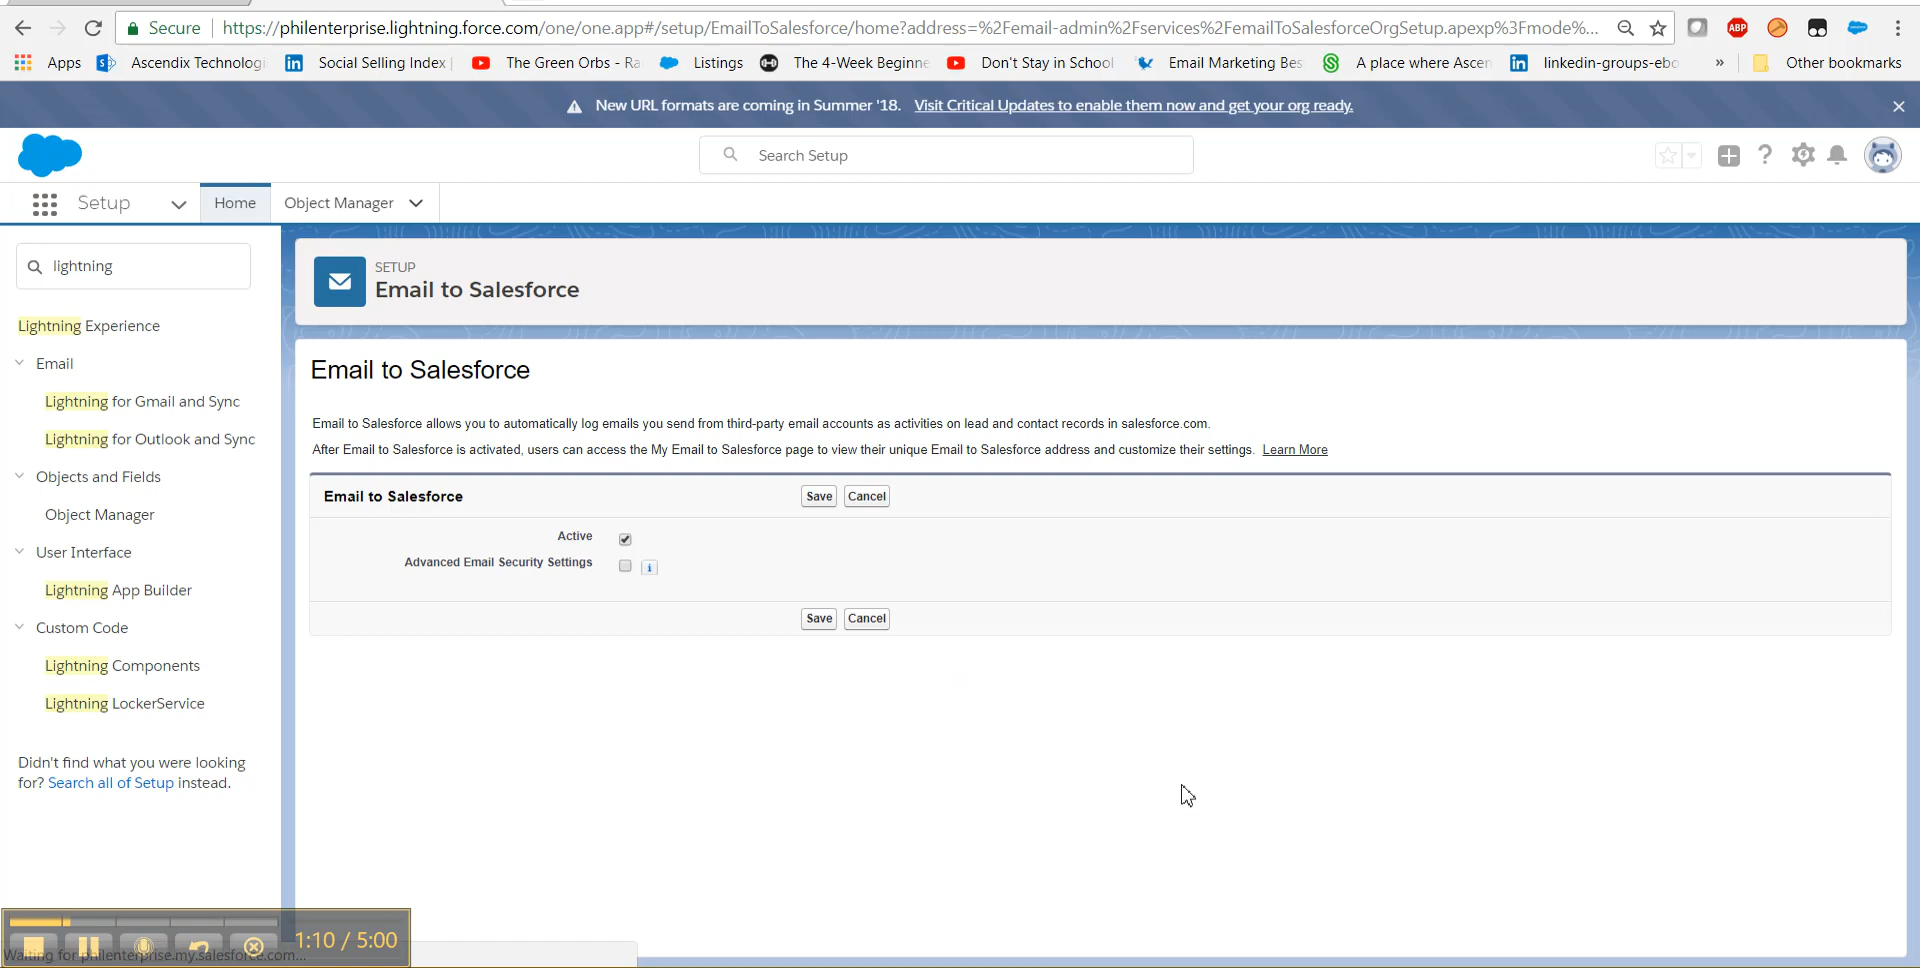 Secure https://philenterprise.lightning.force.com/one/one.app#/setup/EmailToSalesforce/home?address=%2Femail-admin%2Fservices%2FemailToSalesforceOrgSetup.apexp%3Fmode%...
ABP
Apps Ascendix Technologi in Social Selling Index The Green Orbs - Ra Listings The 4-Week Beginne Don't Stay in School Email Marketing Bes A place where Ascen in linkedin-groups-ebo » Other bookmarks
New URL formats are coming in Summer '18. Visit Critical Updates to enable them now and get your org ready.
Search Setup
Setup Home Object Manager
lightning
Lightning Experience
Email
Lightning for Gmail and Sync
Lightning for Outlook and Sync
Objects and Fields
Object Manager
User Interface
Lightning App Builder
Custom Code
Lightning Components
Lightning LockerService
Didn't find what you were looking
for? Search all of Setup instead.
SETUP
Email to Salesforce
Email to Salesforce
Email to Salesforce allows you to automatically log emails you send from third-party email accounts as activities on lead and contact records in salesforce.com.
After Email to Salesforce is activated, users can access the My Email to Salesforce page to view their unique Email to Salesforce address and customize their settings. Learn More
Email to Salesforce Save Cancel
Active
Advanced Email Security Settings i
Save Cancel
1:10 / 5:00
Waiting for philenterprise.my.salesforce.com...